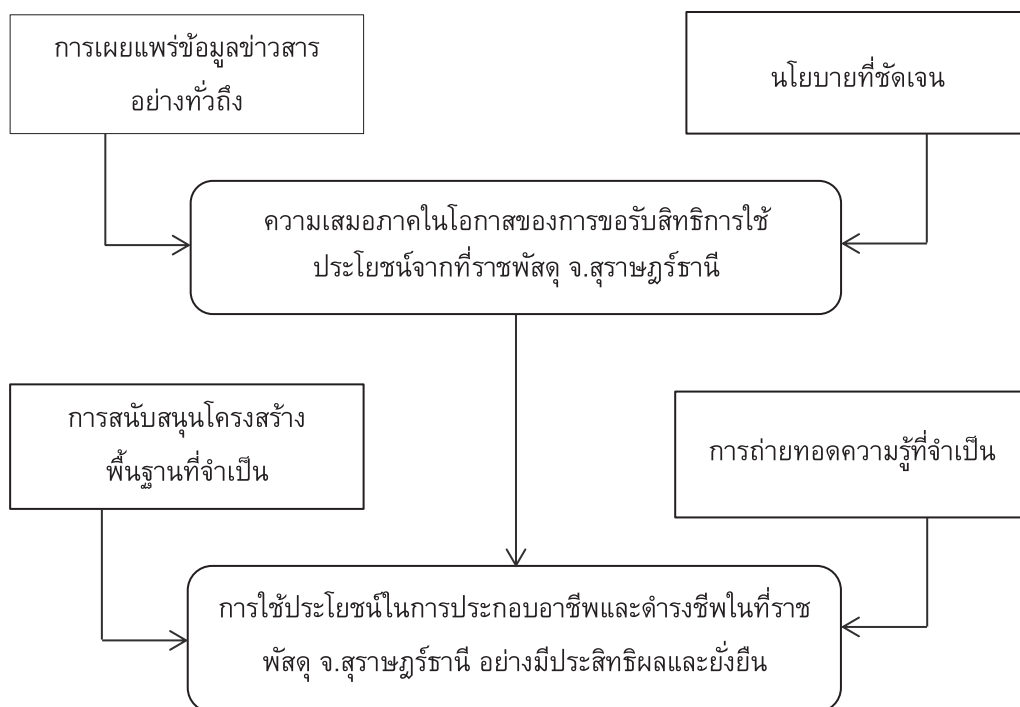 การเผยแพร่ข้อมูลข่าวสาร
อย่างทั่วถึง
นโยบายที่ชัดเจน
ความเสมอภาคในโอกาสของการขอรับสิทธิการใช้
ประโยชน์จากที่ราชพัสดุ จ.สุราษฎร์ธานี
การสนับสนุนโครงสร้าง
พื้นฐานที่จำเป็น
การถ่ายทอดความรู้ที่จำเป็น
การใช้ประโยชน์ในการประกอบอาชีพและดำรงชีพในที่ราช
พัสดุ จ.สุราษฎร์ธานี อย่างมีประสิทธิผลและยั่งยืน